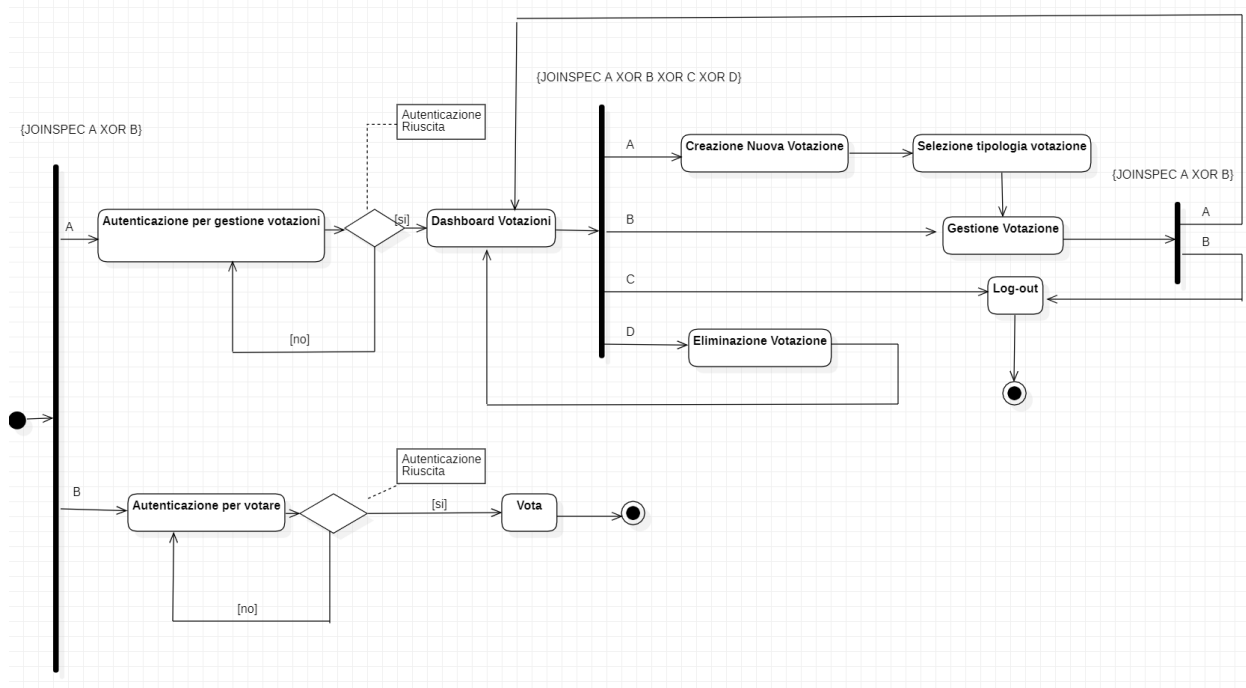 {JOINSPEC A XOR B XOR C XOR D}
Autenticazione
Riuscita
{JOINSPEC A XOR B}
A
Creazione Nuova Votazione
Selezione tipologia votazione
{JOINSPEC A XOR B}
A
Autenticazione per gestione votazioni
[si]
Dashboard Votazioni
B
Gestione Votazione
A
B
C
Log-out
[no]
D
Eliminazione Votazione
Autenticazione
Riuscita
B
Autenticazione per votare
[si]
Vota
[no]